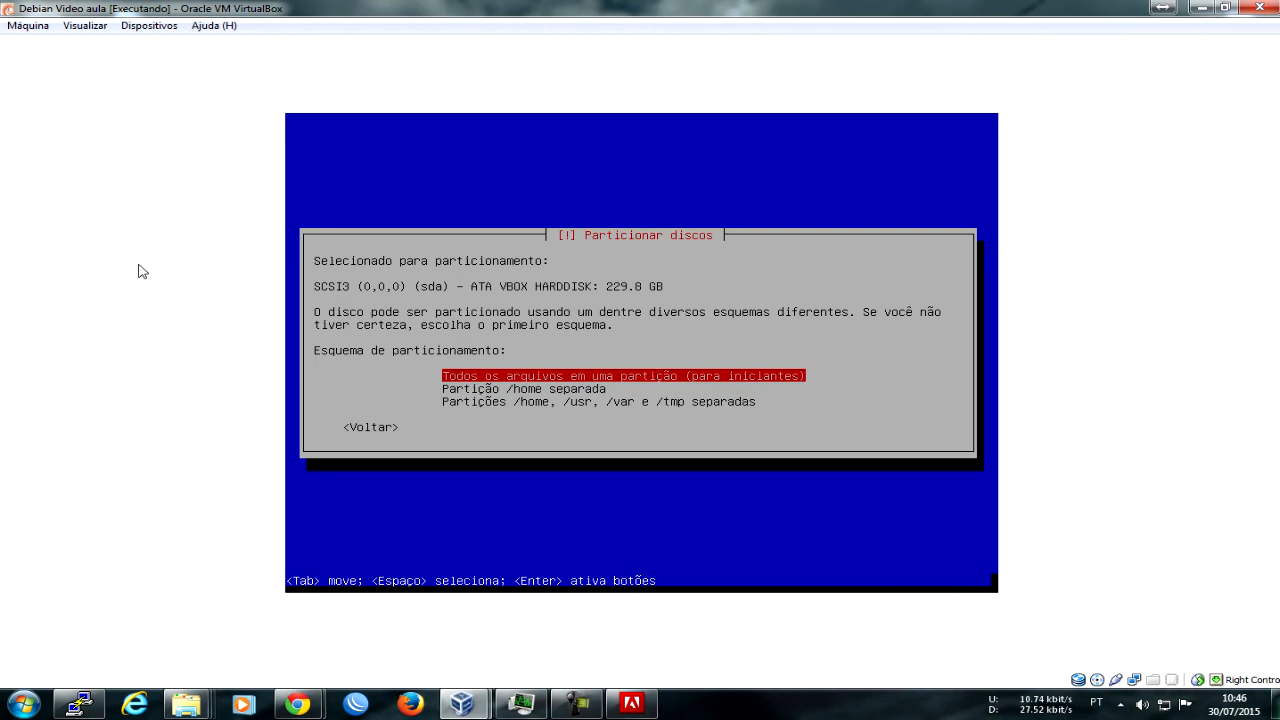 Debian Video aula [Executando] - Oracle VM VirtualBox
Máquina Visualizar Dispositivos Ajuda (H)
[!] Particionar discos
Selecionado para particionamento:
SCSI3 (0,0,0) (sda) - ATA VBOX HARDDISK: 229.8 GB
O disco pode ser particionado usando um dentre diversos esquemas diferentes. Se você não
tiver certeza, escolha o primeiro esquema.
Esquema de particionamento:
Todos os arquivos em uma partição (para iniciantes)
Partição /home separada
Partições /home, /usr, /var e /tmp separadas
<Voltar>
<Tab> move; <Espaço> seleciona; <Enter> ativa botões
Right Contro
U: 10.74 kbit/s
D: 27.52 kbit/s
PT
10:46
30/07/2015